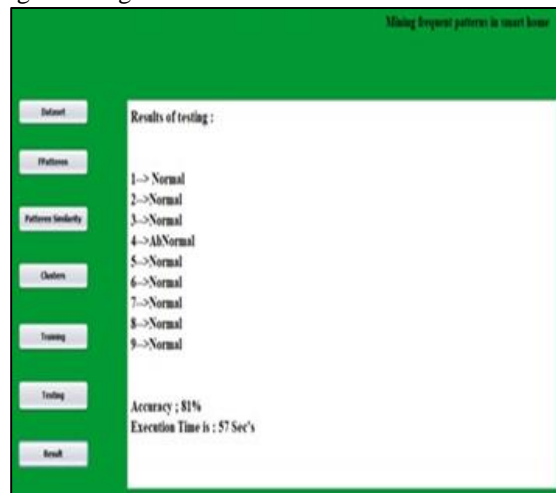 Mining frequent patterns in smart home
Dataset
FPatteren
Patteren Similarity
Clusters
Training
Testing
Result
Results of testing :
1--> Normal
2-->Normal
3-->Normal
4-->AbNormal
5-->Normal
6-->Normal
7-->Normal
8-->Normal
9-->Normal
Accuracy ; 81%
Execution Time is : 57 Sec's